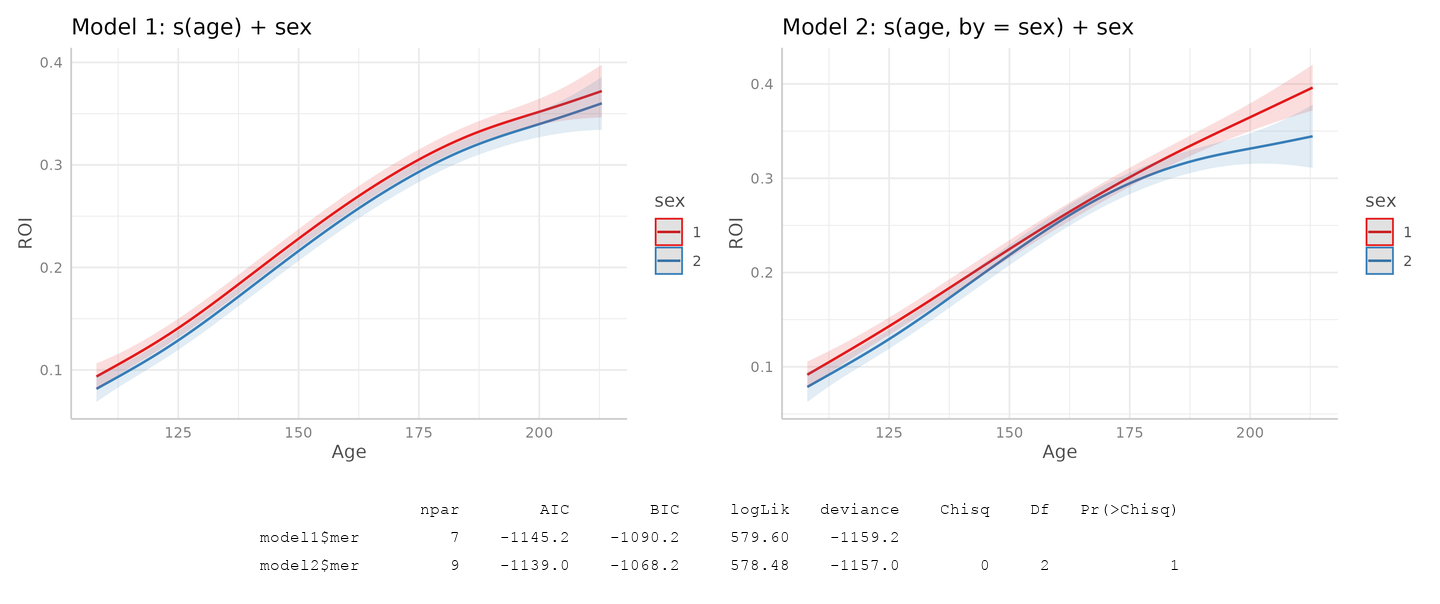 Model 1: s(age) + sex
0.4
0.3
0.2
0.1
ROI
125 150 175 200
Age
sex
1
2
Model 2: s(age, by = sex) + sex
0.4
0.3
0.2
0.1
ROI
125 150 175 200
Age
sex
1
2
npar AIC BIC logLik deviance Chisq Df Pr(>Chisq)
model1$mer 7 -1145.2 -1090.2 579.60 -1159.2
model2$mer 9 -1139.0 -1068.2 578.48 -1157.0 0 2 1